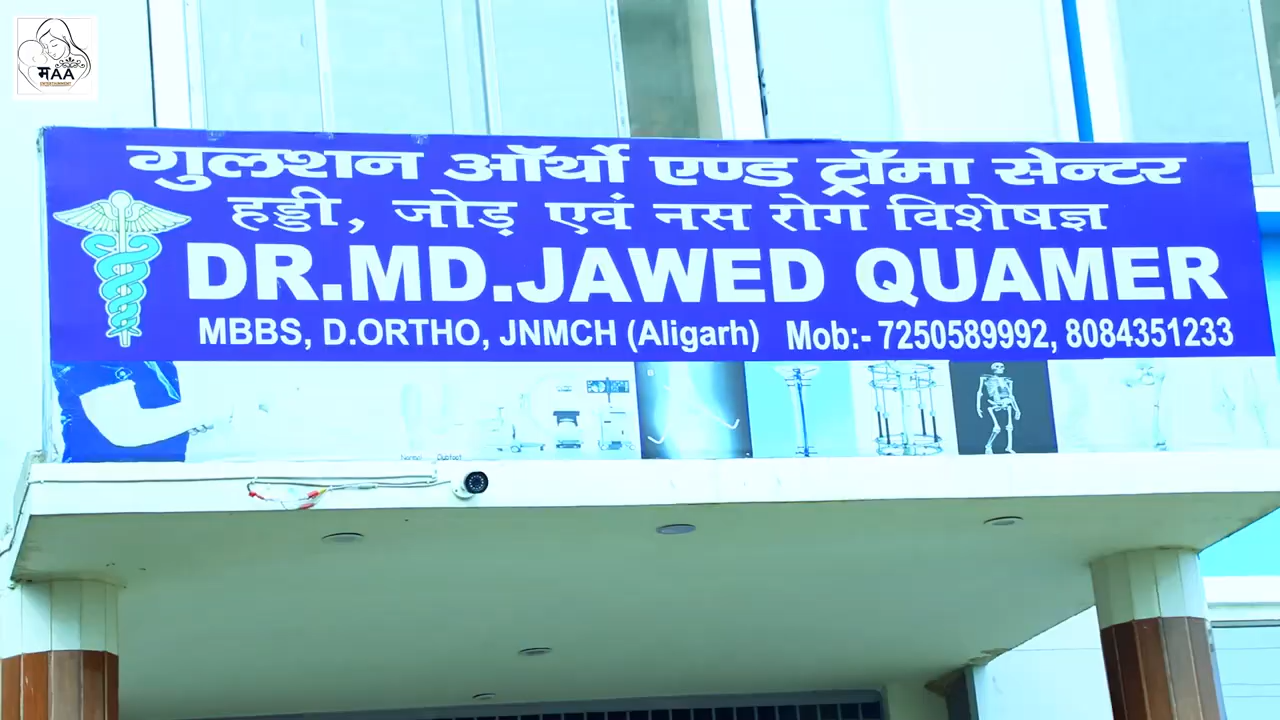 मAA
गुलशन ऑर्थो एण्ड ट्रॉमा सेन्टर
हड्डी, जोड़ एवं नस रोग विशेषज्ञ
DR.MD.JAWED QUAMER
MBBS, D.ORTHO, JNMCH (Aligarh) Mob:- 7250589992, 8084351233